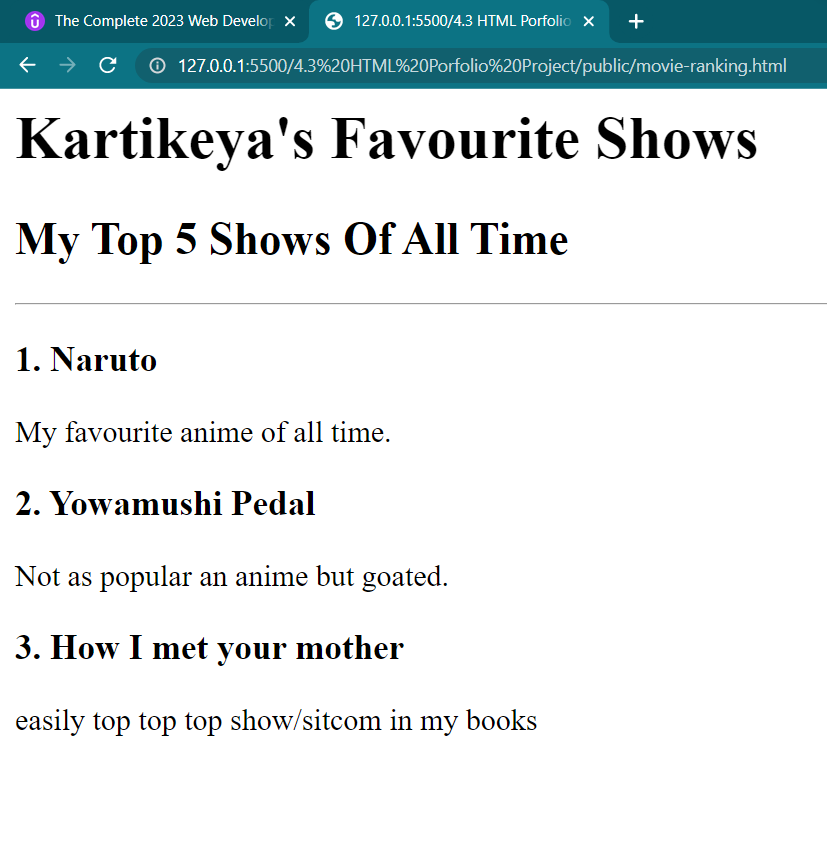 The Complete 2023 Web Develop
127.0.0.1:5500/4.3 HTML Porfolio
127.0.0.1:5500/4.3%20HTML%20Porfolio%20Project/public/movie-ranking.html
Kartikeya's Favourite Shows
My Top 5 Shows Of All Time
1. Naruto
My favourite anime of all time.
2. Yowamushi Pedal
Not as popular an anime but goated.
3. How I met your mother
easily top top top show/sitcom in my books